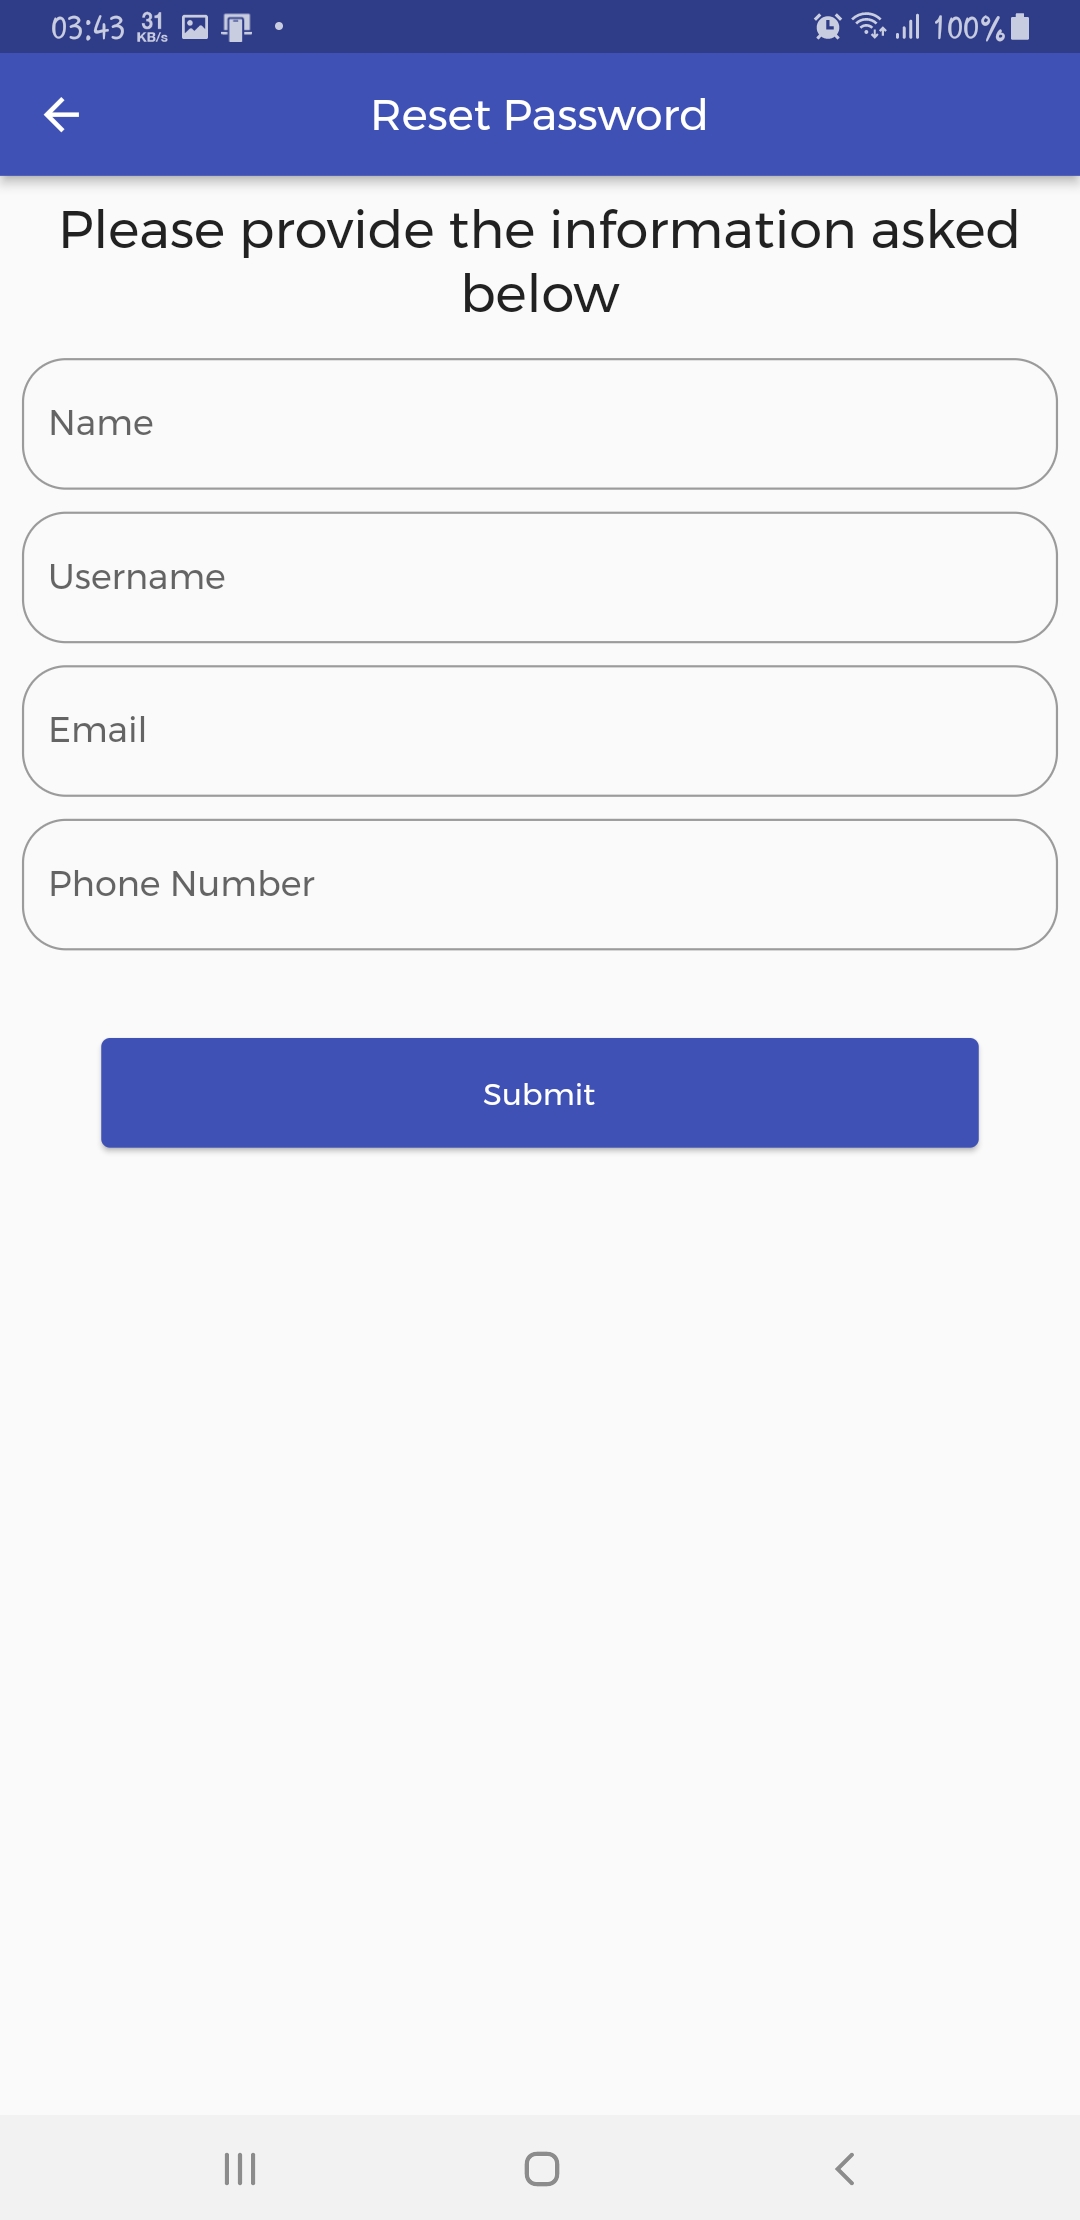 03:43 31 KB/s 100%
Reset Password
Please provide the information asked
below
Name
Username
Email
Phone Number
Submit